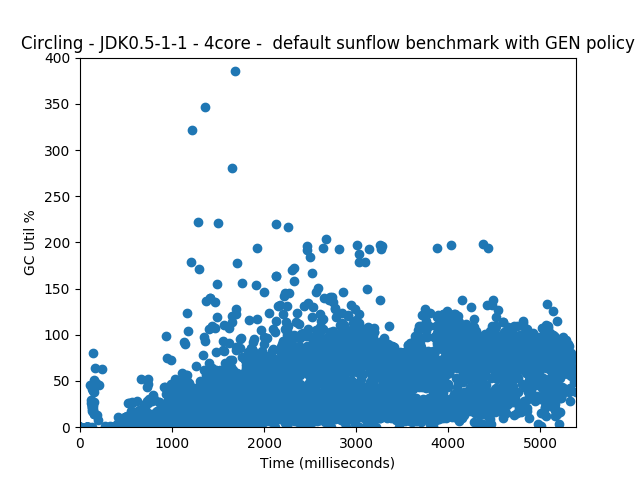 Circling - JDK0.5-1-1 - 4core -  default sunflow benchmark with GEN policy
400
350
300
250
200
150
100
50
0
GC Util %
0 1000 2000 3000 4000 5000
Time (milliseconds)